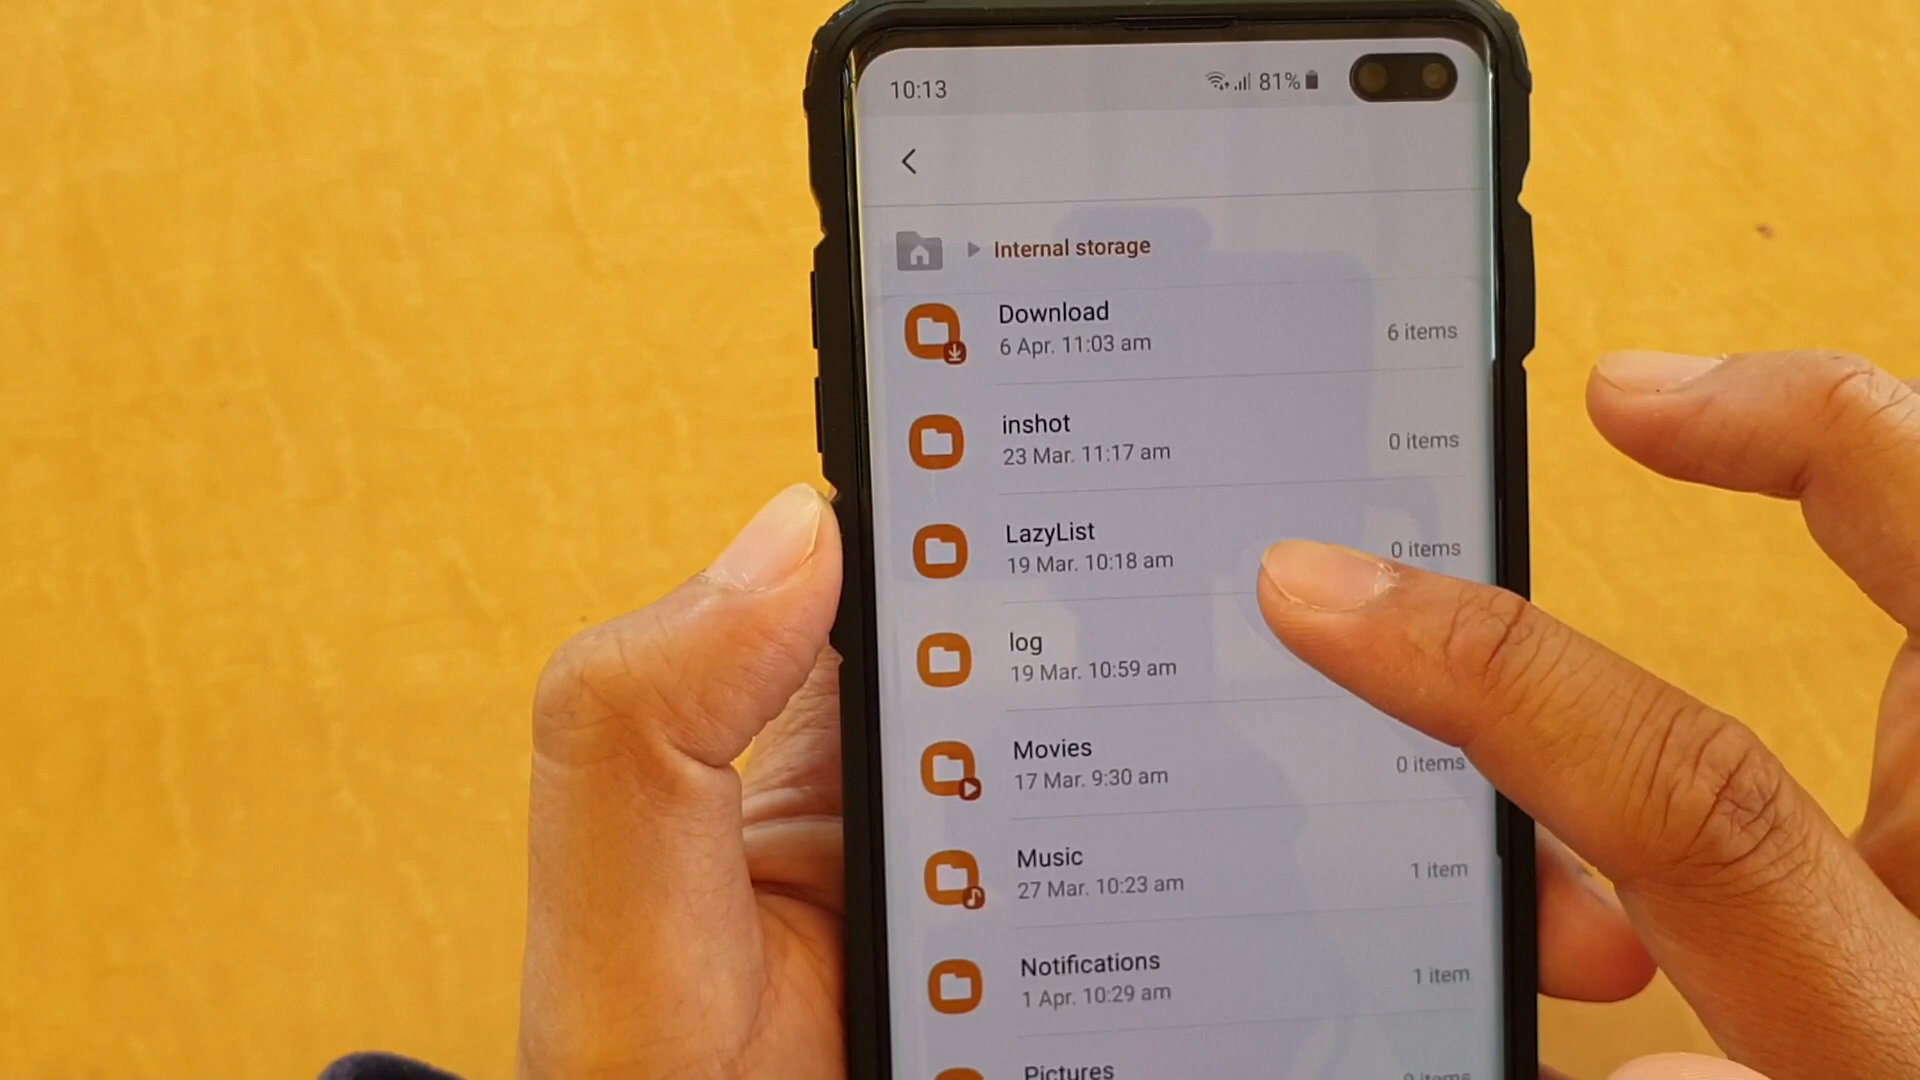 10:13 81%
Internal storage
Download
6 Apr. 11:03 am
6 items
inshot
23 Mar. 11:17 am
0 items
LazyList
19 Mar. 10:18 am
0 items
log
19 Mar. 10:59 am
Movies
17 Mar. 9:30 am
0 items
Music
27 Mar. 10:23 am
1 item
Notifications
1 Apr. 10:29 am
1 item
Pictures
0 items